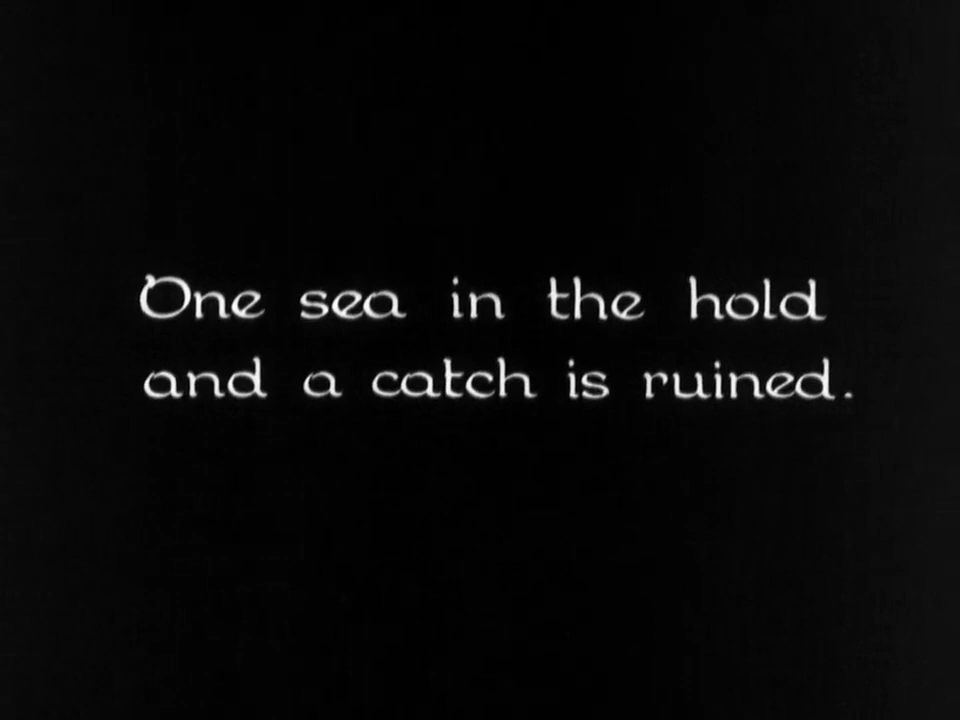 One sea in the hold
and a catch is ruined.